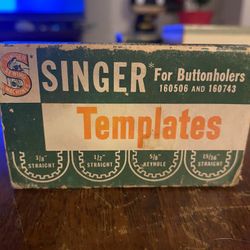 SINGER* For Buttonholers
160506 AND 160743
Templates
3/8" 1/2" 5/8" 15/16"
STRAIGHT STRAIGHT KEYHOLE STRAIGHT